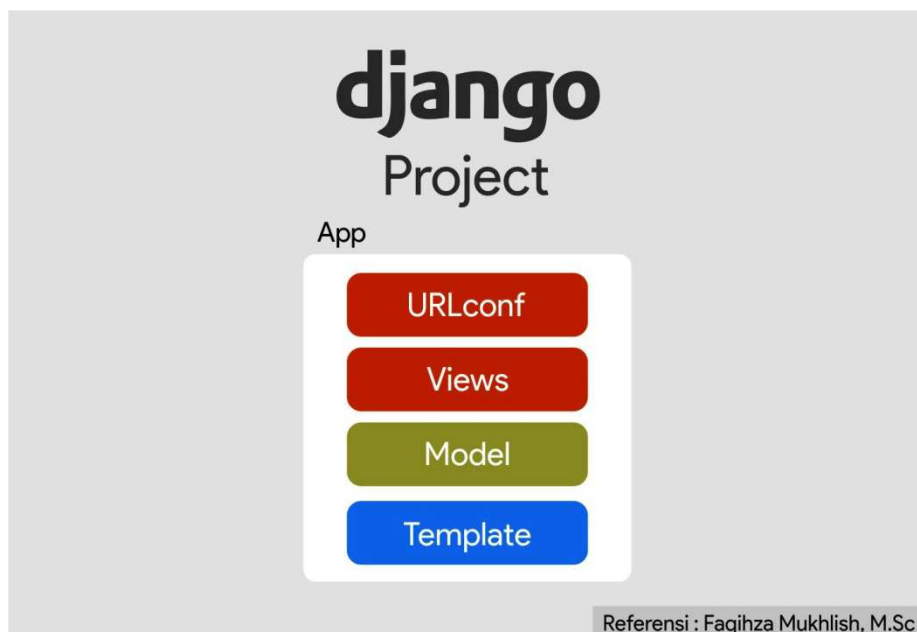 django
Project
App
URLconf
Views
Model
Template
Referensi : Faqihza Mukhlish, M.Sc